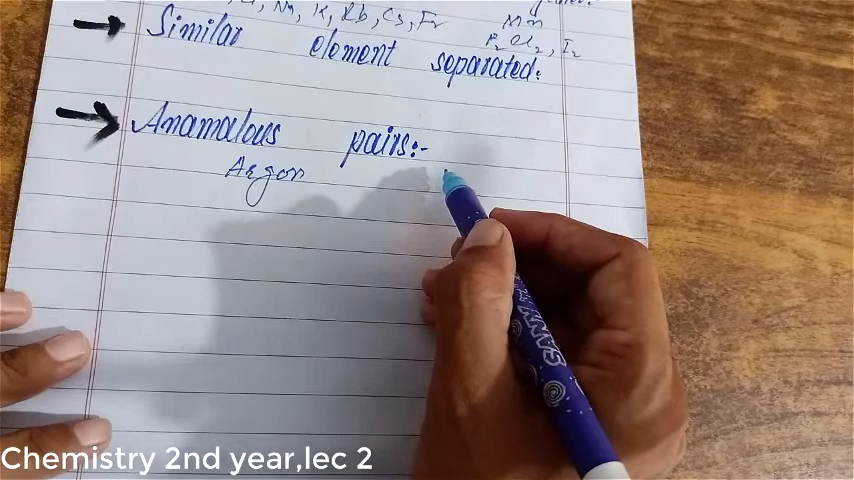 Na, K, Rb, Cs, Fr Mn
Similar element separated:
F₂ Cl₂, I₂
Anamalous pairs:-
Argon
SANNY
Chemistry 2nd year,lec 2